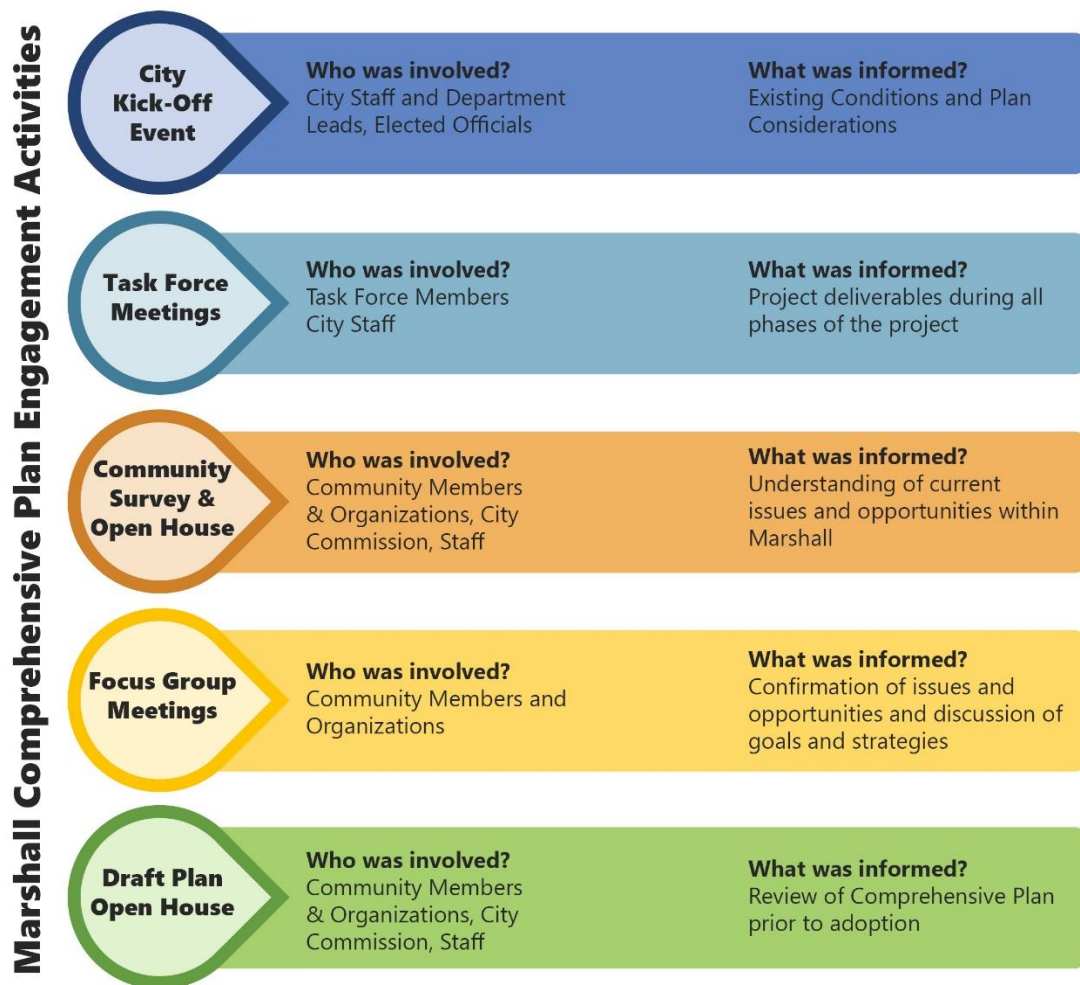 Marshall Comprehensive Plan Engagement Activities
City
Kick-Off
Event
Who was involved?
City Staff and Department
Leads, Elected Officials
What was informed?
Existing Conditions and Plan
Considerations
Task Force
Meetings
Who was involved?
Task Force Members
City Staff
What was informed?
Project deliverables during all
phases of the project
Community
Survey &
Open House
Who was involved?
Community Members
& Organizations, City
Commission, Staff
What was informed?
Understanding of current
issues and opportunities within
Marshall
Focus Group
Meetings
Who was involved?
Community Members and
Organizations
What was informed?
Confirmation of issues and
opportunities and discussion of
goals and strategies
Draft Plan
Open House
Who was involved?
Community Members
& Organizations, City
Commission, Staff
What was informed?
Review of Comprehensive Plan
prior to adoption